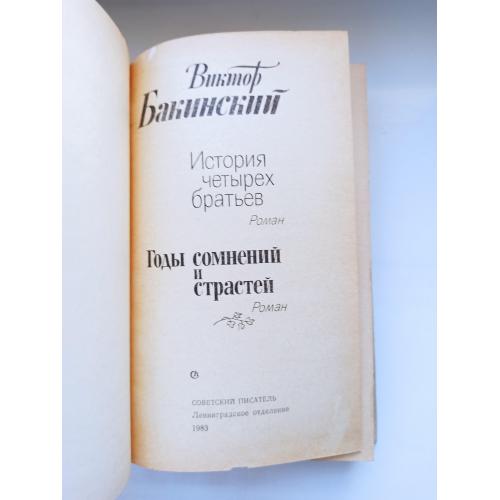 Виктор
Бакинский
История
четырех
братьев
Роман
Годы сомнений
и
страстей
Роман
СОВЕТСКИЙ ПИСАТЕЛЬ
Ленинградское отделение
1983